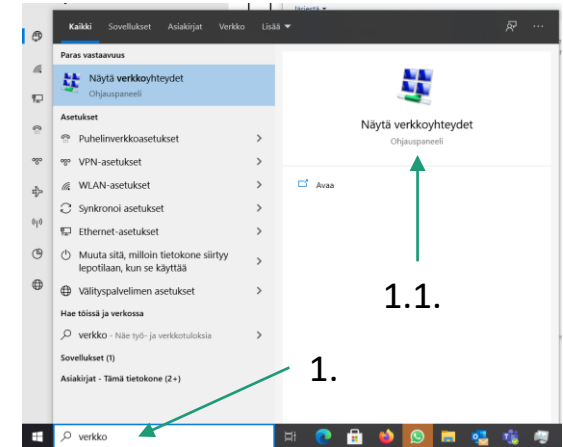 Järjestä
Kaikki Sovellukset Asiakirjat Verkko Lisää
Paras vastaavuus
Näytä verkkoyhteydet
Ohjauspaneeli
Asetukset
Puhelinverkkoasetukset
VPN-asetukset
WLAN-asetukset
Synkronoi asetukset
Ethernet-asetukset
Muuta sitä, milloin tietokone siirtyy
lepotilaan, kun se käyttää
Välityspalvelimen asetukset
Hae töissä ja verkossa
verkko - Näe työ- ja verkkotuloksia
Sovellukset (1)
Asiakirjat - Tämä tietokone (2+)
verkko
Näytä verkkoyhteydet
Ohjauspaneeli
Avaa
1.1.
1.